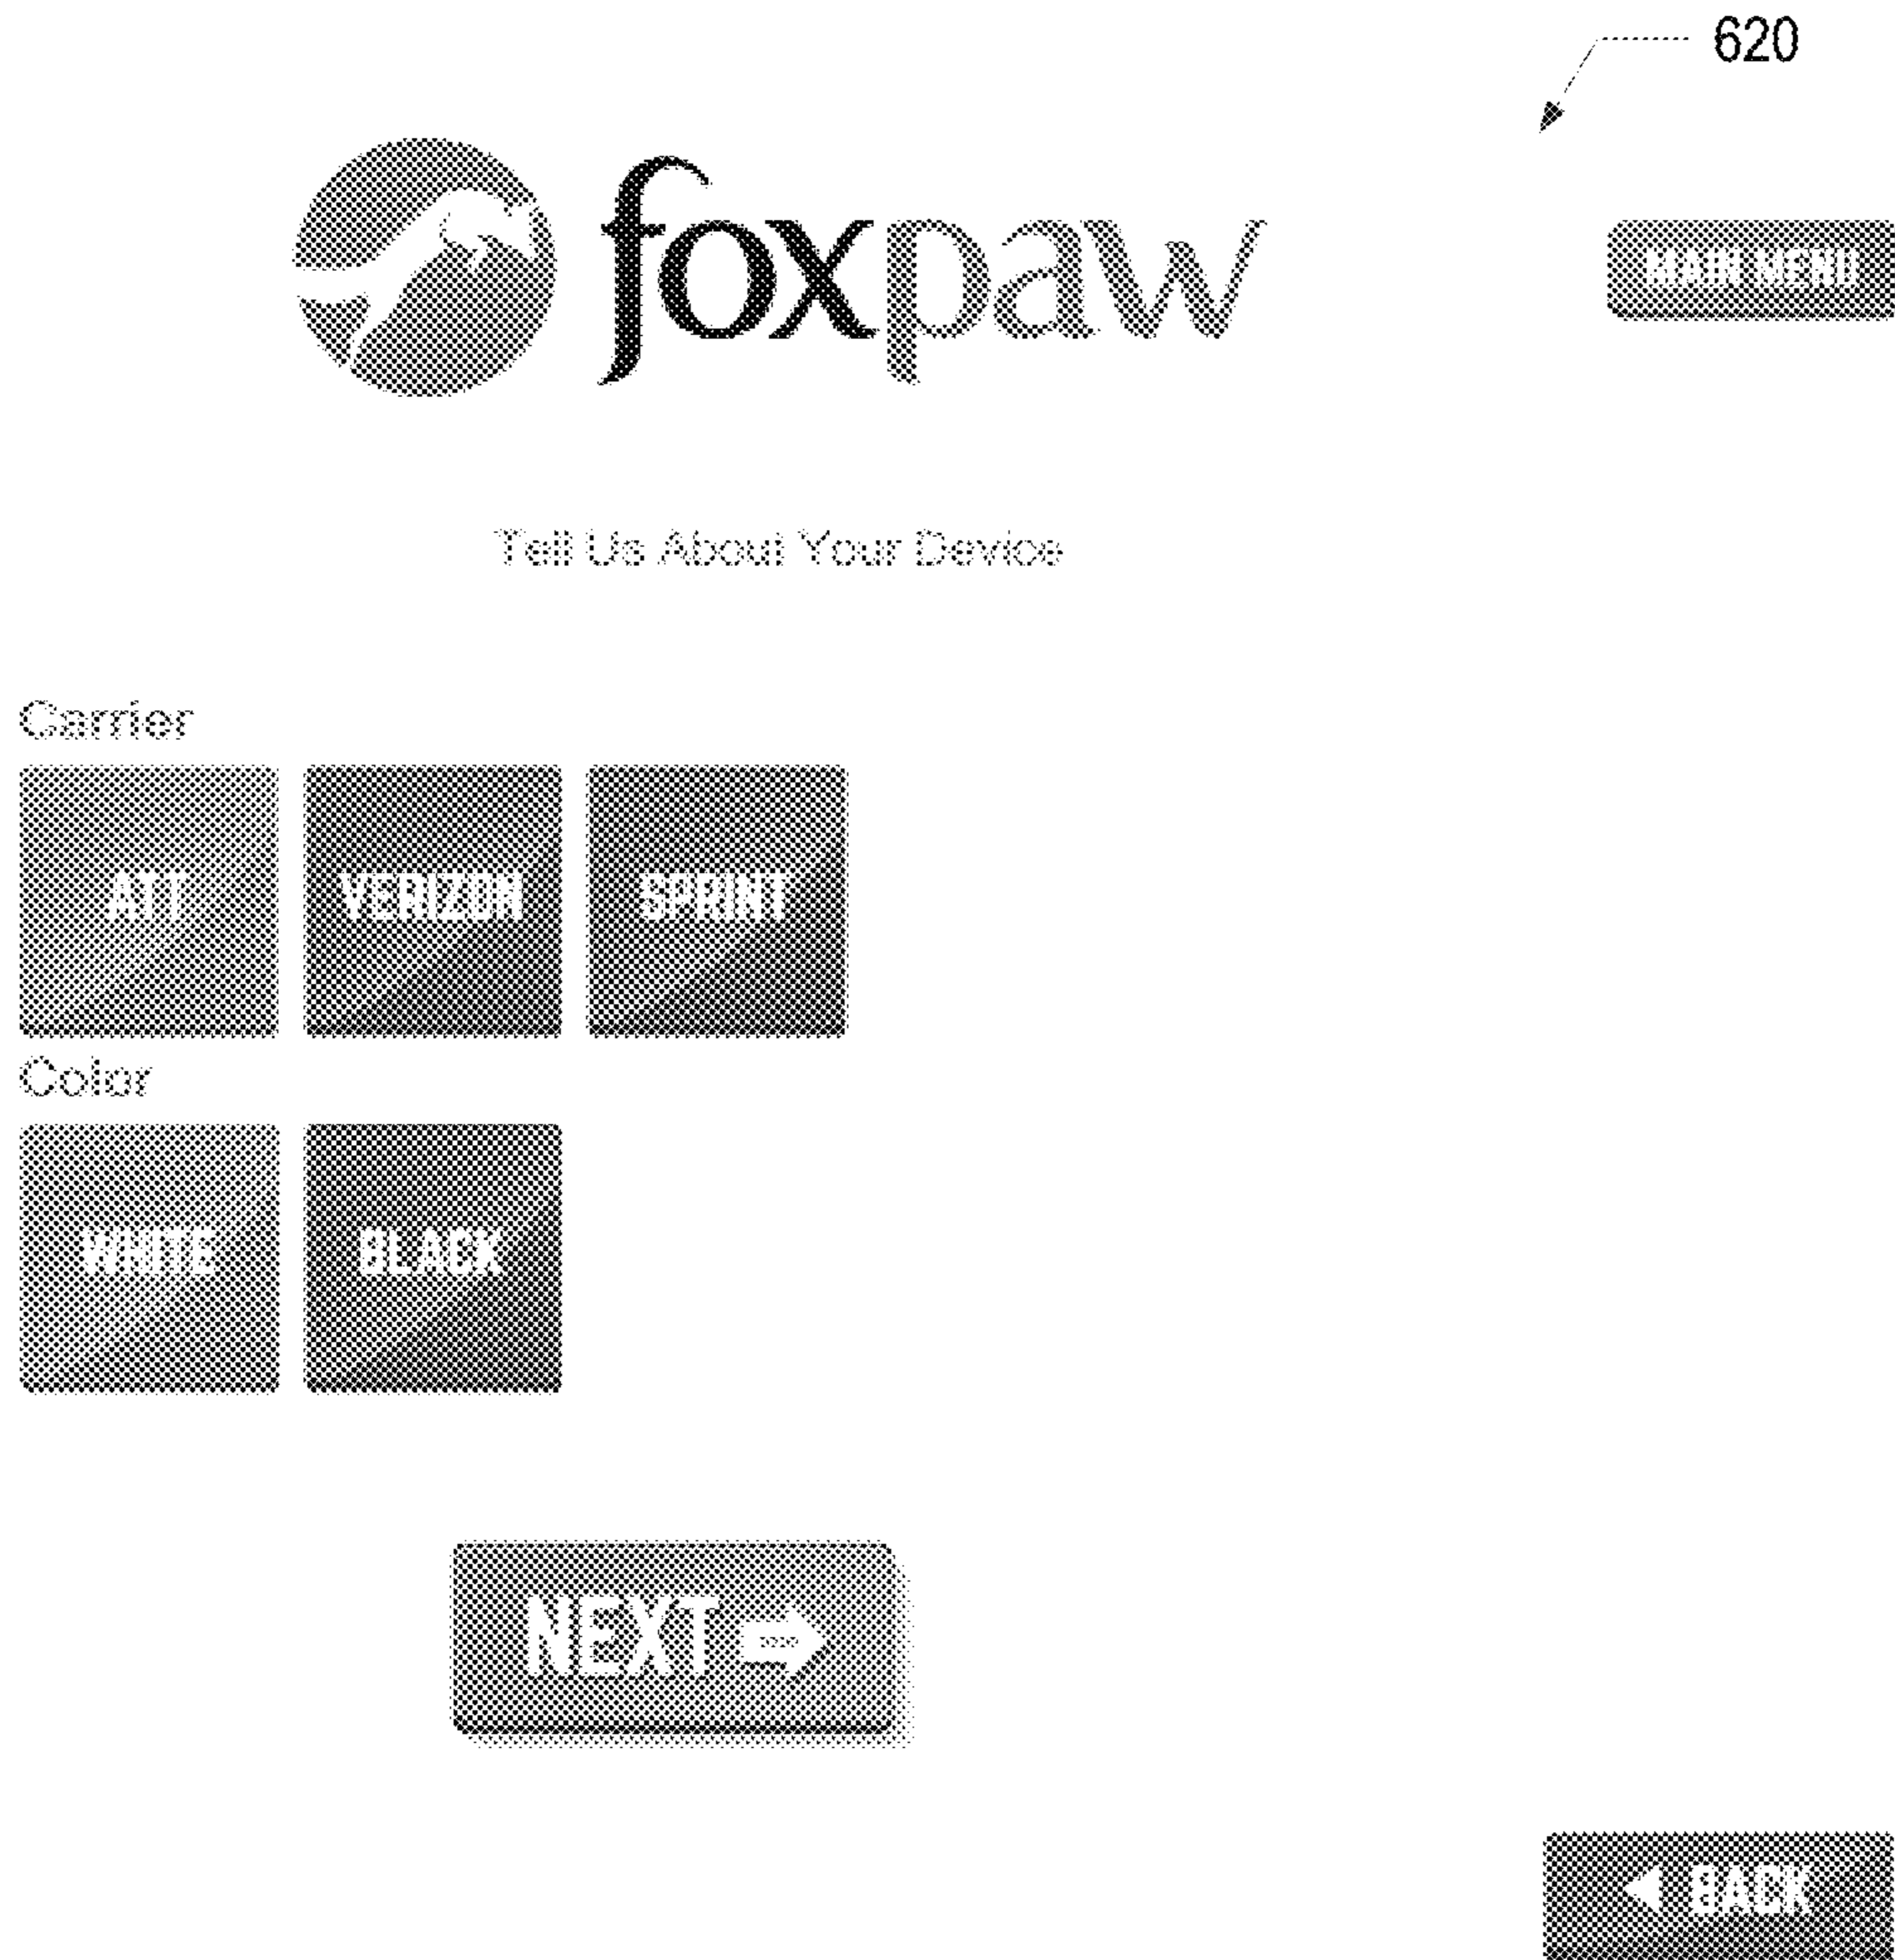 620
foxpaw
MAIN MENU
Tell Us About Your Device
Carrier
ATT VERIZON SPRINT
Color
WHITE BLACK
NEXT
BACK